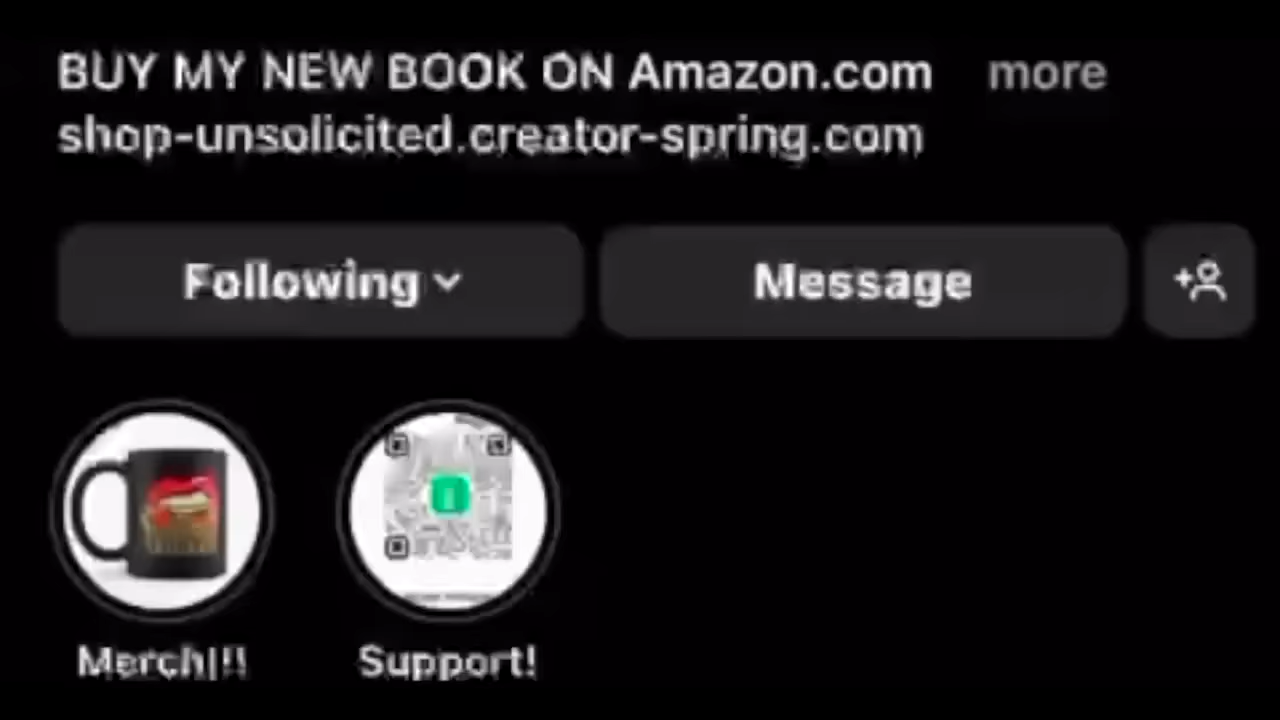 BUY MY NEW BOOK ON Amazon.com more
shop-unsolicited.creator-spring.com
Following Message
Merch!!! Support!